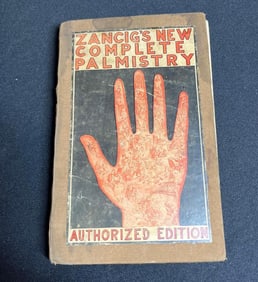 ZANCIG'S NEW
COMPLETE
PALMISTRY
AUTHORIZED EDITION